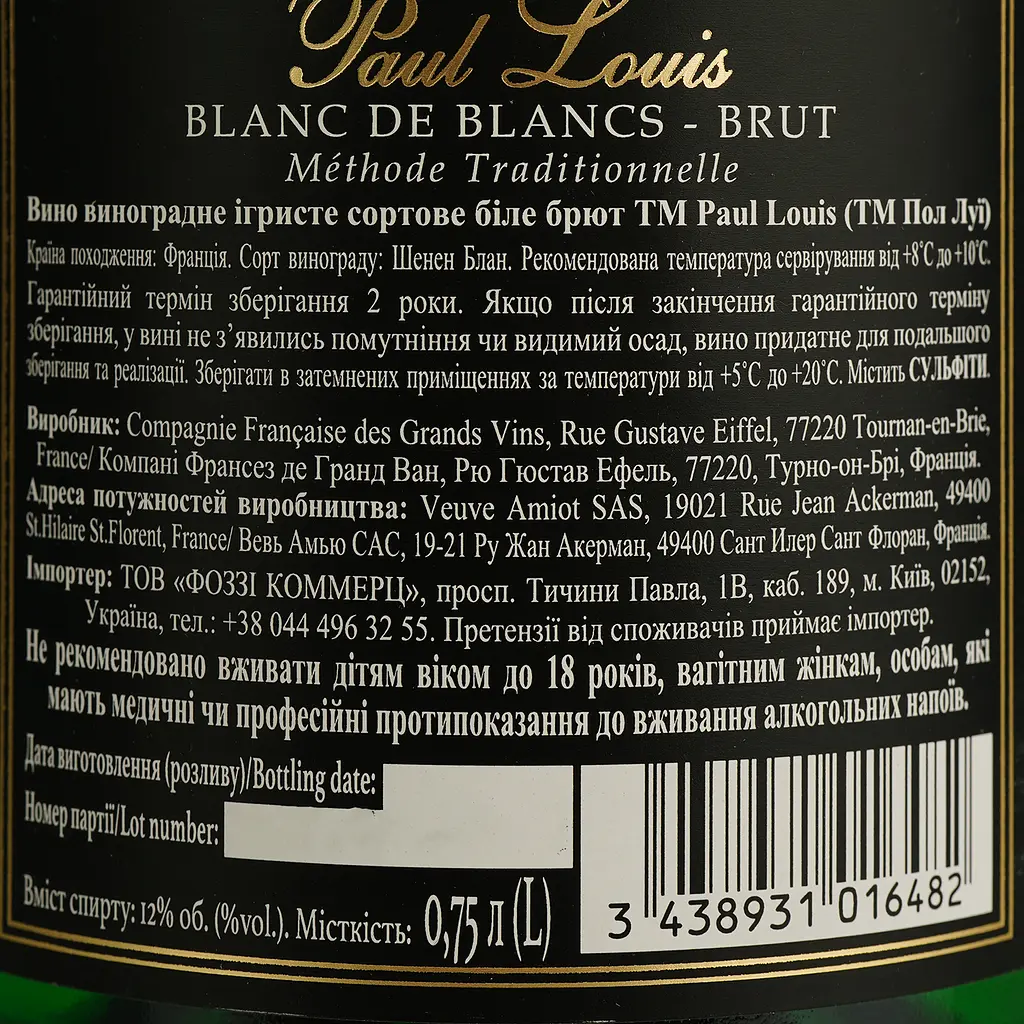 Paul Louis
BLANC DE BLANCS - BRUT
Méthode Traditionnelle
Вино виноградне ігристе сортове біле брют ТМ Paul Louis (ТМ Пол Луї)
Країна походження: Франція. Сорт винограду: Шенен Блан. Рекомендована температура сервірування від +8˚C до +10˚C.
Гарантійний термін зберігання 2 роки. Якщо після закінчення гарантійного терміну
зберігання, у вині не з’явились помутніння чи видимий осад, вино придатне для подальшого
зберігання та реалізації. Зберігати в затемнених приміщеннях за температури від +5˚C до +20˚C. Містить СУЛЬФІТИ.
Виробник: Compagnie Française des Grands Vins, Rue Gustave Eiffel, 77220 Tournan-en-Brie,
France/ Компані Франсез де Гранд Ван, Рю Гюстав Ефель, 77220, Турно-он-Брі, Франція.
Адреса потужностей виробництва: Veuve Amiot SAS, 19021 Rue Jean Ackerman, 49400
St.Hilaire St.Florent, France/ Вевь Амью САС, 19-21 Ру Жан Акерман, 49400 Сант Илер Сант Флоран, Франція.
Імпортер: ТОВ «ФОЗЗІ КОММЕРЦ», просп. Тичини Павла, 1В, каб. 189, м. Київ, 02152,
Україна, тел.: +38 044 496 32 55. Претензії від споживачів приймає імпортер.
Не рекомендовано вживати дітям віком до 18 років, вагітним жінкам, особам, які
мають медичні чи професійні протипоказання до вживання алкогольних напоїв.
Дата виготовлення (розливу)/Bottling date:
Номер партії/Lot number:
Вміст спирту: 12% об. (%vol.). Місткість: 0,75 л (L)
3 438931 016482